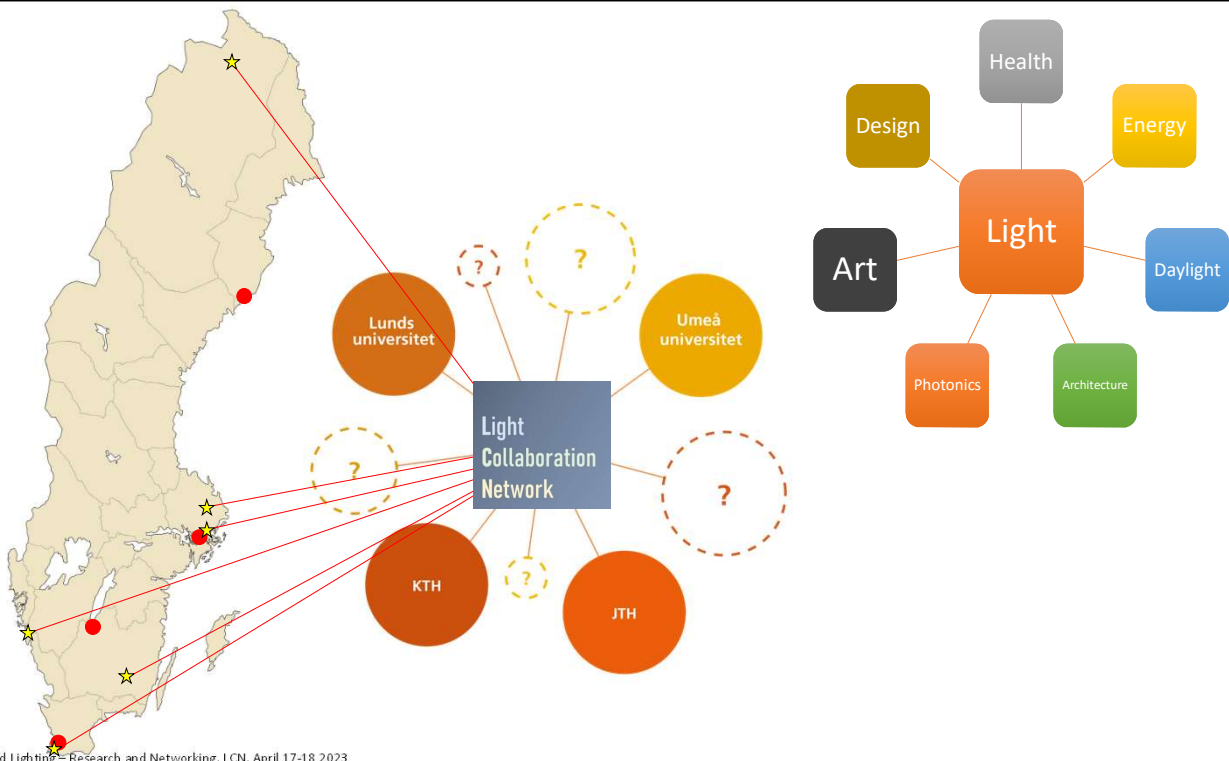 Health
Design
Energy
Light
Art
Daylight
Photonics
Architecture
?
?
Lunds
universitet
Umeå
universitet
Light
Collaboration
Network
?
?
KTH
?
JTH
d Lighting – Research and Networking, LCN, April 17-18 2023